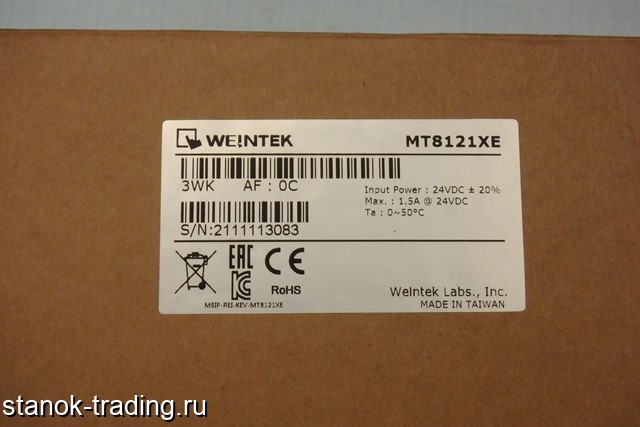 WEINTEK MT8121XE
3WK AF : 0C
Input Power : 24VDC ± 20%
Max. : 1.5A @ 24VDC
Ta : 0~50°C
S/N:2111113083
EAC CE
RoHS
MSIP-REI-KEV-MT8121XE
Weintek Labs., Inc.
MADE IN TAIWAN
stanok-trading.ru